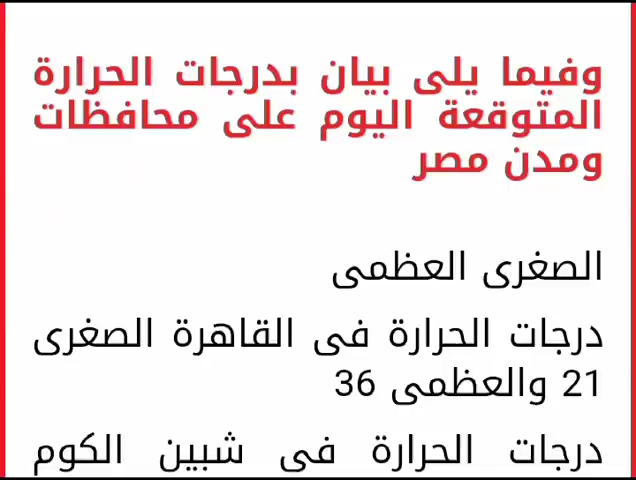 وفيما يلى بيان بدرجات الحرارة
المتوقعة اليوم على محافظات
ومدن مصر
الصغرى العظمى
درجات الحرارة فى القاهرة الصغرى
21 والعظمى 36
درجات الحرارة فى شبين الكوم